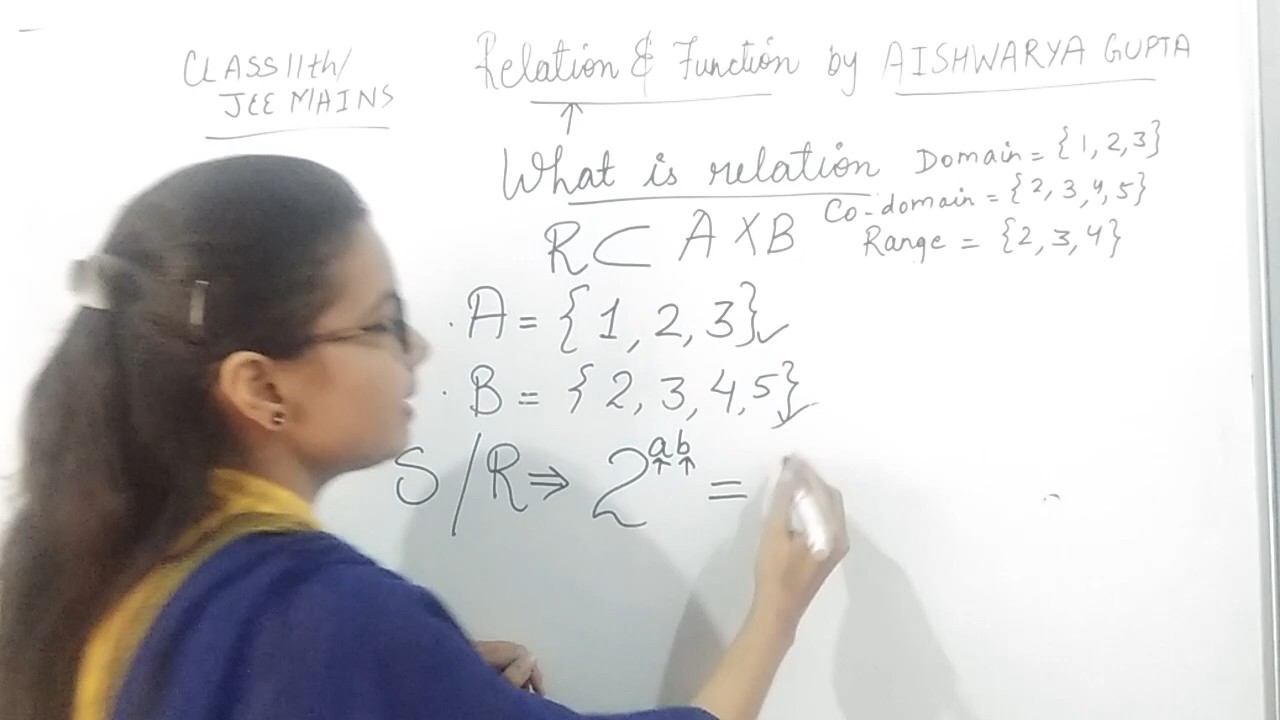 CLASS 11th/
JEE MAINS
Relation & Function by AISHWARYA GUPTA
↑
What is relation
Domain = {1, 2, 3}
Co-domain = {2, 3, 4, 5}
Range = {2, 3, 4}
R ⊂ A X B
. A = {1, 2, 3} ✓
. B = {2, 3, 4, 5} ✓
S/R ⇒ 2^ab =
↑ ↑